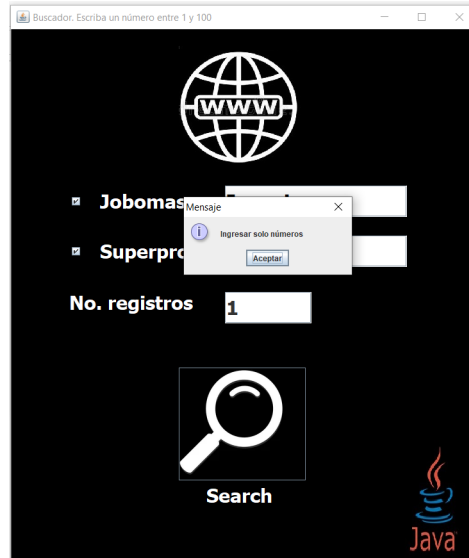 Buscador. Escriba un número entre 1 y 100
WWW
Jobomas
Mensaje
Ingresar solo números
Aceptar
Superpro
No. registros
1
Search
Java